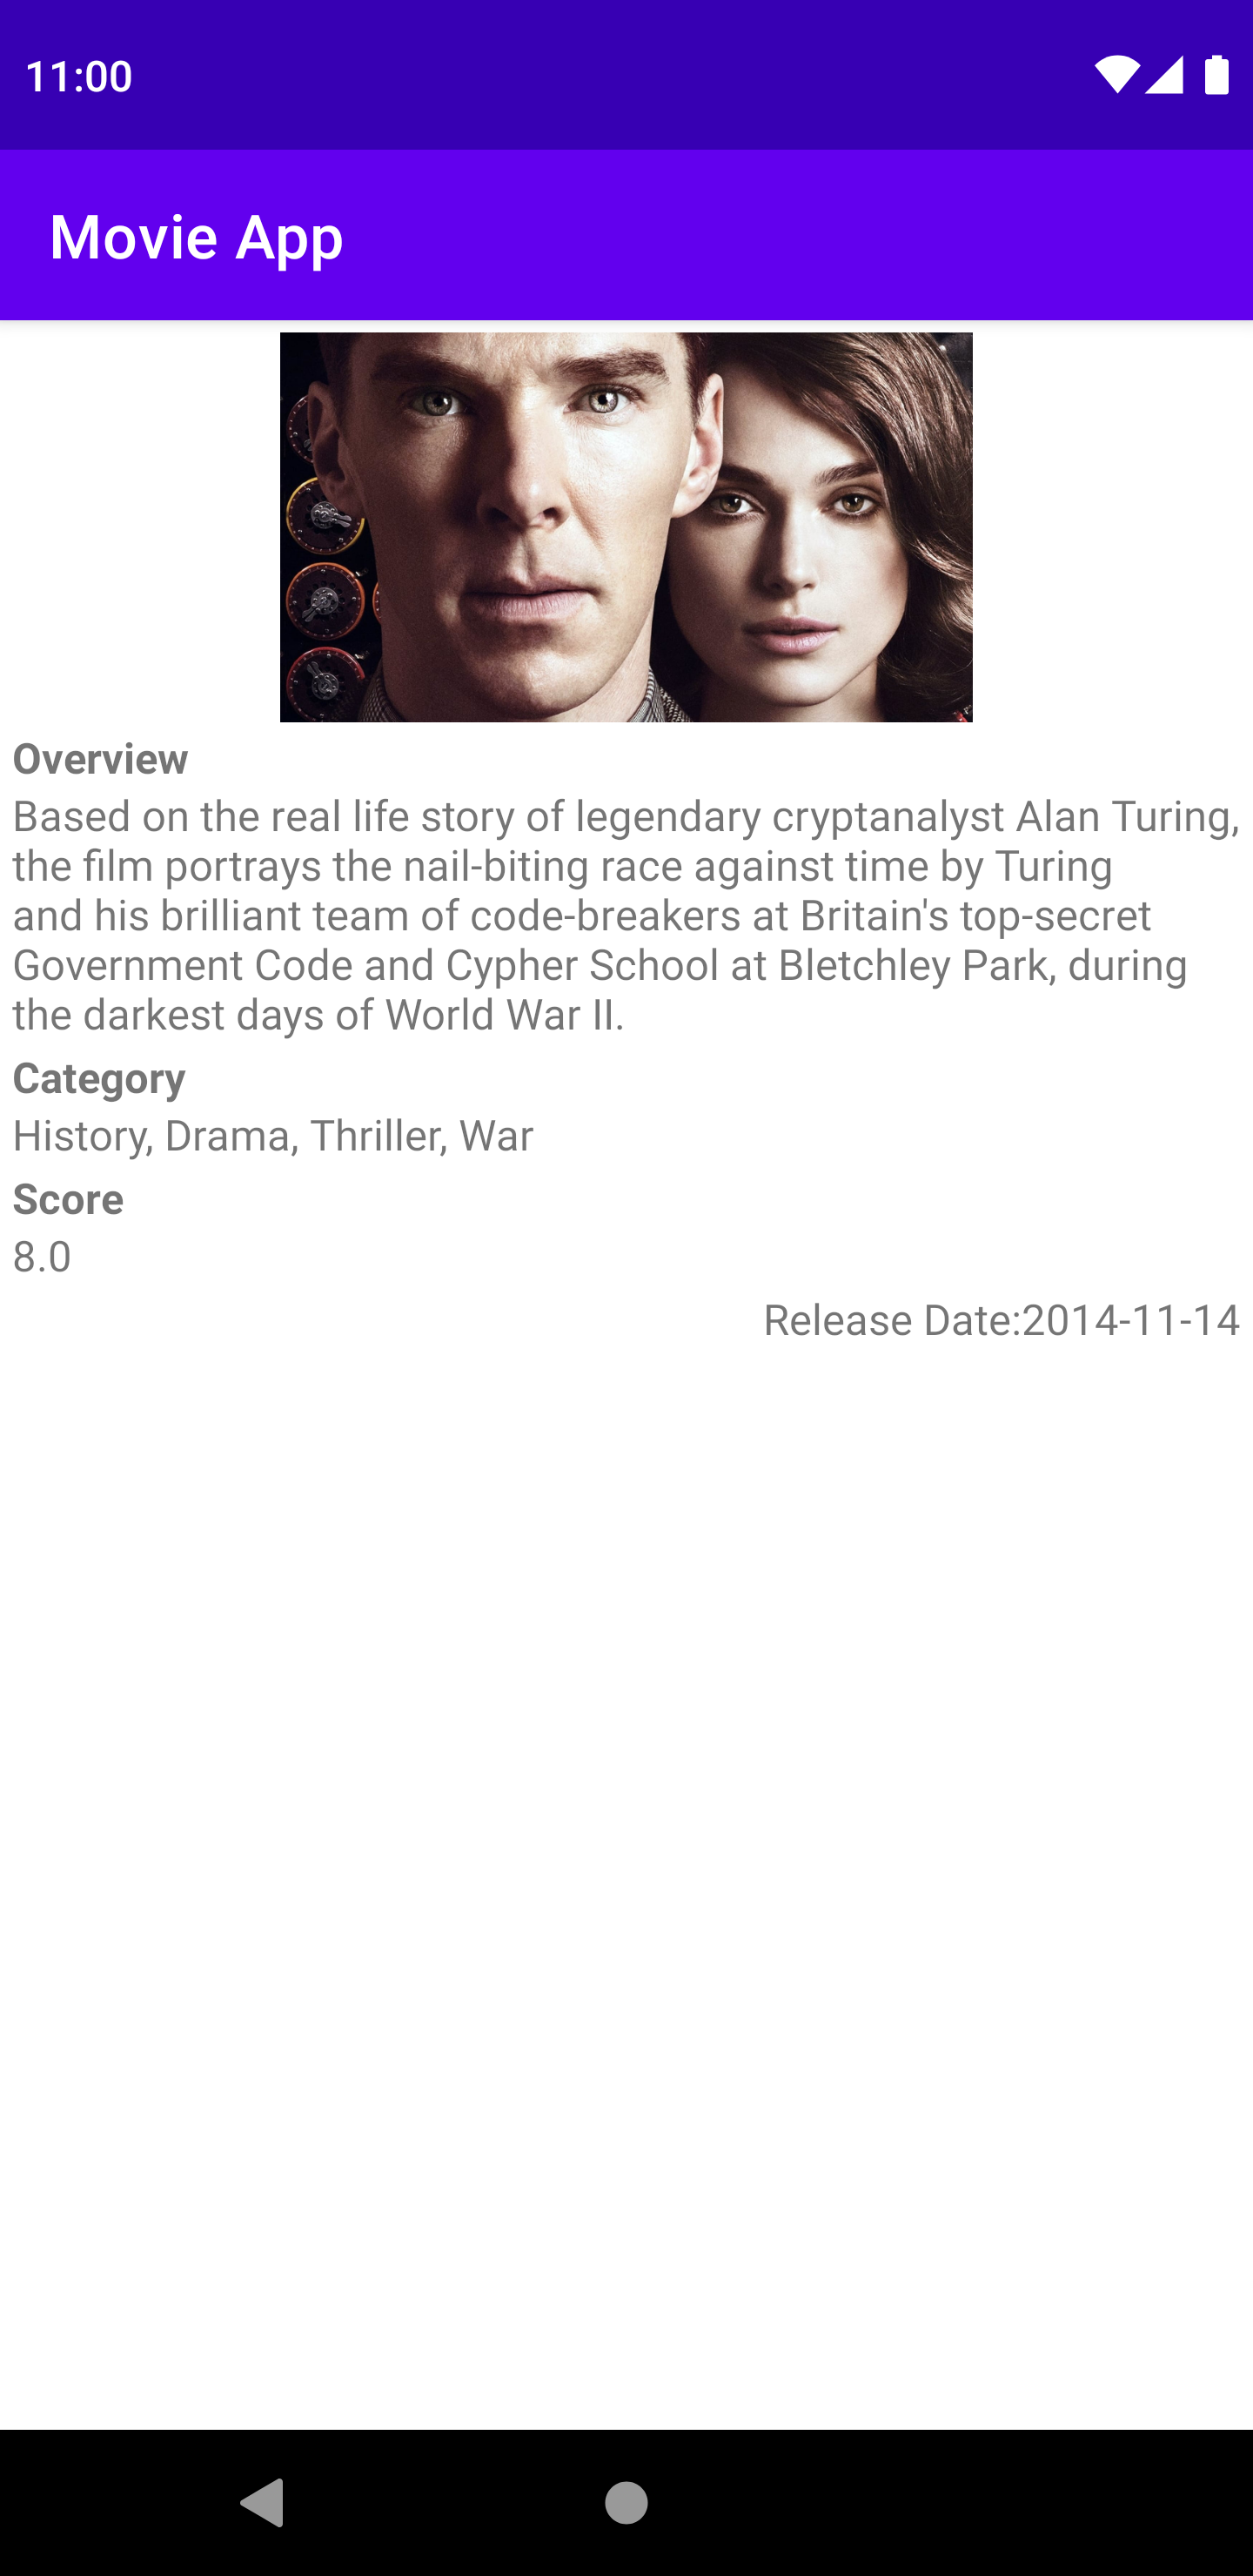 11:00
Movie App
Overview
Based on the real life story of legendary cryptanalyst Alan Turing,
the film portrays the nail-biting race against time by Turing
and his brilliant team of code-breakers at Britain's top-secret
Government Code and Cypher School at Bletchley Park, during
the darkest days of World War II.
Category
History, Drama, Thriller, War
Score
8.0
Release Date:2014-11-14